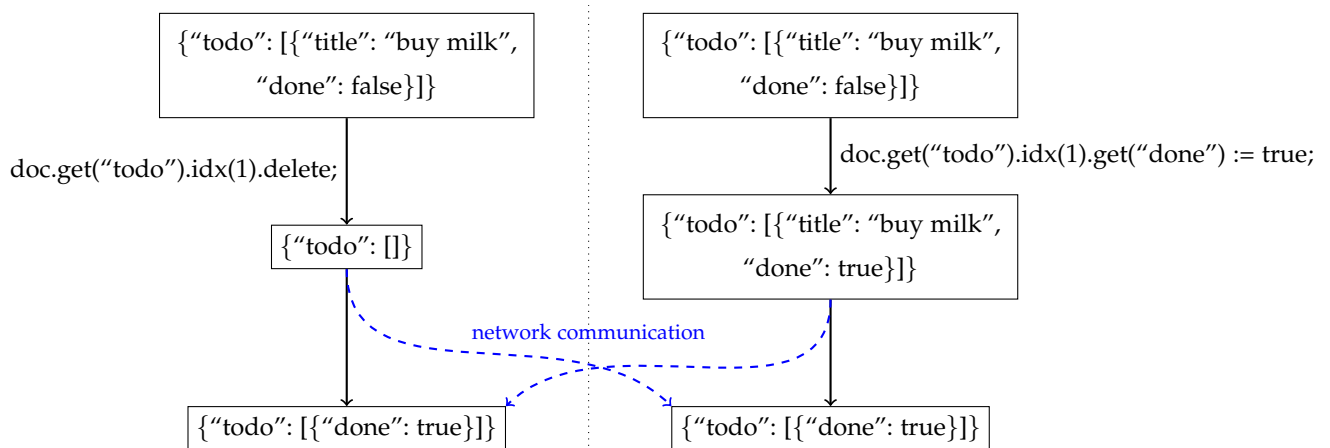 {“todo”: [{“title”: “buy milk”,
“done”: false}]}
{“todo”: [{“title”: “buy milk”,
“done”: false}]}
doc.get(“todo”).idx(1).delete;
doc.get(“todo”).idx(1).get(“done”) := true;
{“todo”: []}
{“todo”: [{“title”: “buy milk”,
“done”: true}]}
network communication
{“todo”: [{“done”: true}]}
{“todo”: [{“done”: true}]}